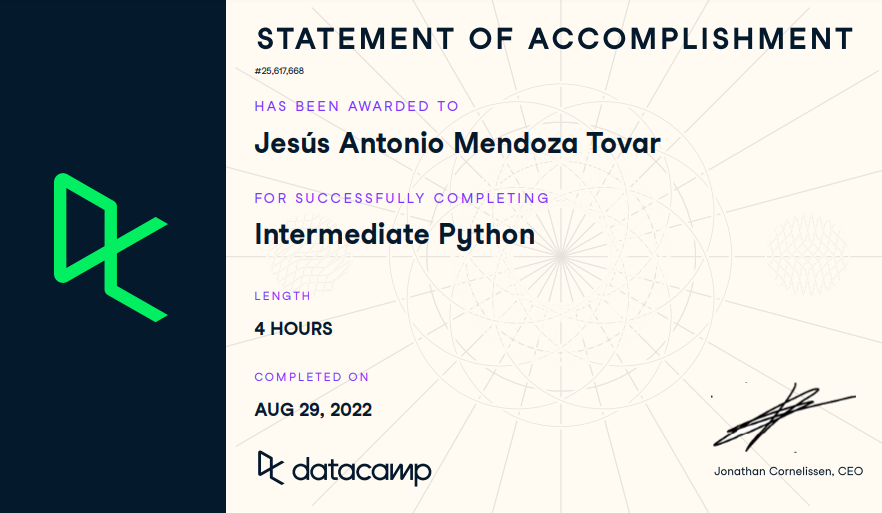 STATEMENT OF ACCOMPLISHMENT
#25,617,668
HAS BEEN AWARDED TO
Jesús Antonio Mendoza Tovar
FOR SUCCESSFULLY COMPLETING
Intermediate Python
LENGTH
4 HOURS
COMPLETED ON
AUG 29, 2022
datacamp
Jonathan Cornelissen, CEO